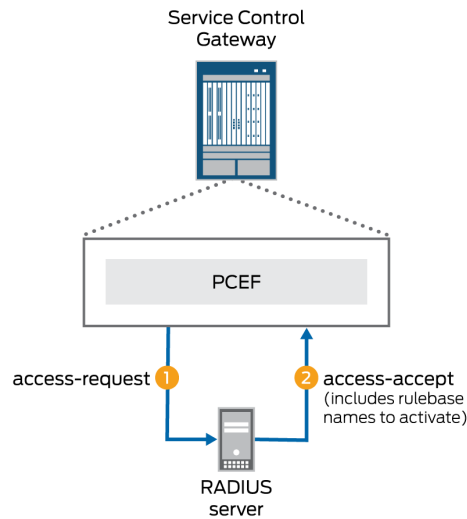 Service Control
Gateway
PCEF
access-request 1
2 access-accept
(includes rulebase
names to activate)
RADIUS
server